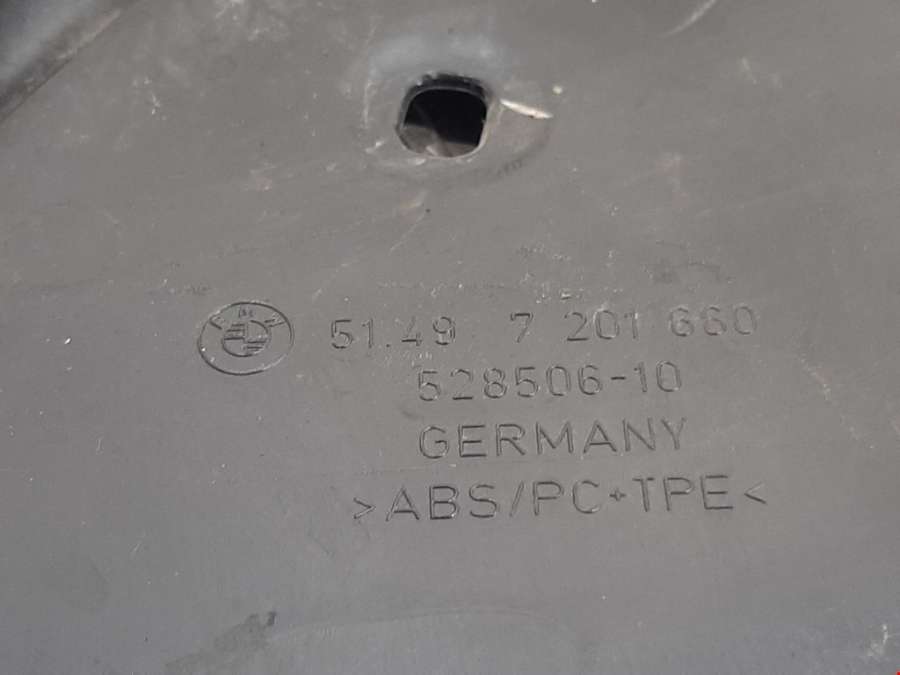 51.49 7 201 660
528506-10
GERMANY
>ABS/PC+TPE<